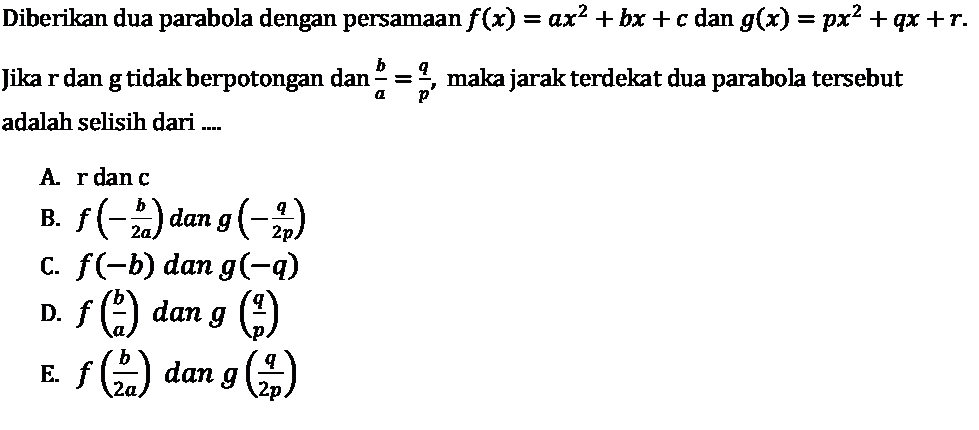 Diberikan dua parabola dengan persamaan f(x) = ax² + bx + c dan g(x) = px² + qx + r.
Jika r dan g tidak berpotongan dan b/a = q/p, maka jarak terdekat dua parabola tersebut
adalah selisih dari ....
A. r dan c
B. f(−b/2a) dan g(−q/2p)
C. f(−b) dan g(−q)
D. f(b/a) dan g(q/p)
E. f(b/2a) dan g(q/2p)